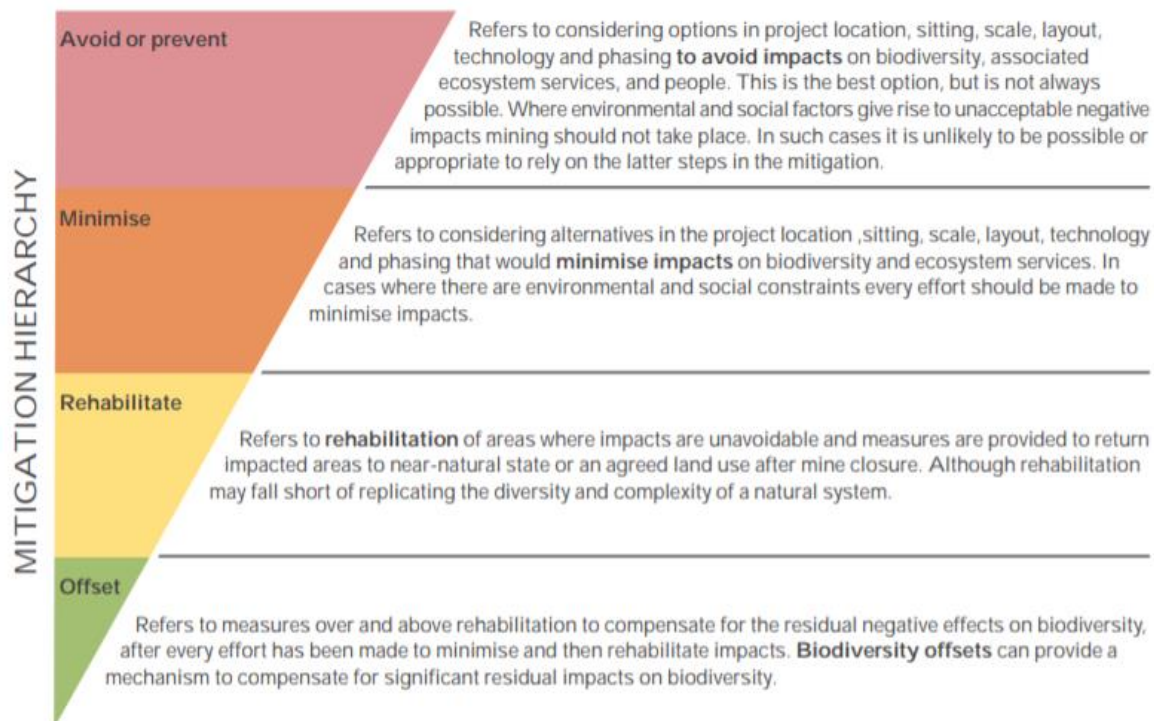 MITIGATION HIERARCHY
Avoid or prevent
Refers to considering options in project location, sitting, scale, layout,
technology and phasing to avoid impacts on biodiversity, associated
ecosystem services, and people. This is the best option, but is not always
possible. Where environmental and social factors give rise to unacceptable negative
impacts mining should not take place. In such cases it is unlikely to be possible or
appropriate to rely on the latter steps in the mitigation.
Minimise
Refers to considering alternatives in the project location ,sitting, scale, layout, technology
and phasing that would minimise impacts on biodiversity and ecosystem services. In
cases where there are environmental and social constraints every effort should be made to
minimise impacts.
Rehabilitate
Refers to rehabilitation of areas where impacts are unavoidable and measures are provided to return
impacted areas to near-natural state or an agreed land use after mine closure. Although rehabilitation
may fall short of replicating the diversity and complexity of a natural system.
Offset
Refers to measures over and above rehabilitation to compensate for the residual negative effects on biodiversity,
after every effort has been made to minimise and then rehabilitate impacts. Biodiversity offsets can provide a
mechanism to compensate for significant residual impacts on biodiversity.